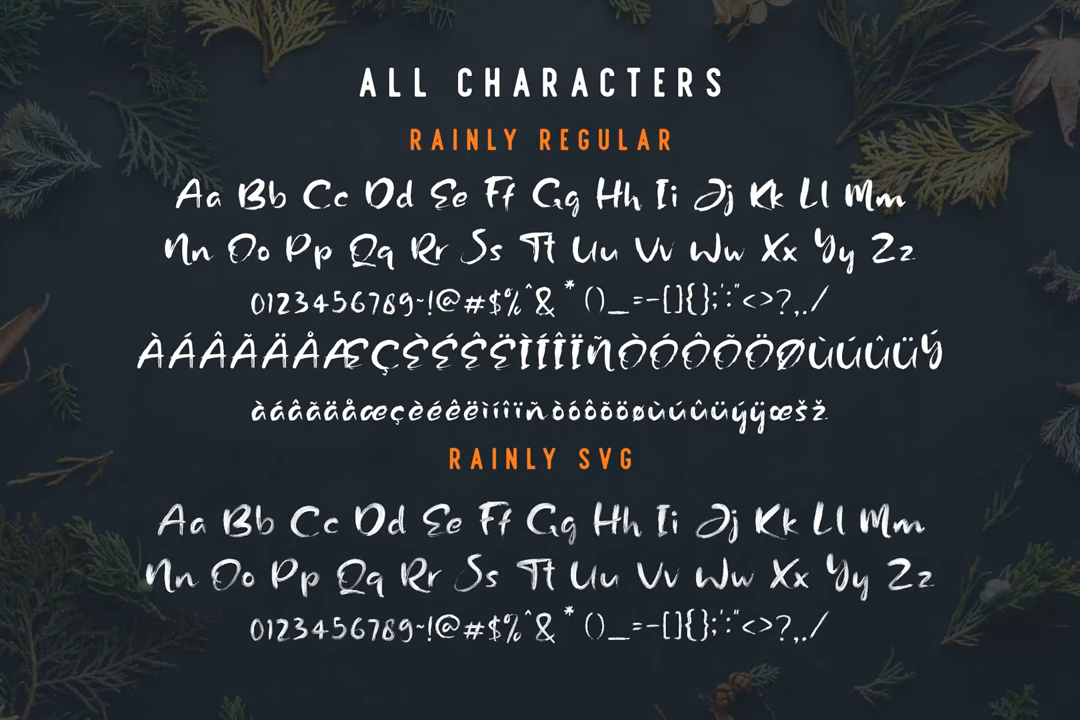 ALL CHARACTERS
RAINLY REGULAR
Aa Bb Cc Dd Ee Ff Gg Hh Ii Jj Kk Ll Mm
Nn Oo Pp Qq Rr Ss Tt Uu Vv Ww Xx Yy Zz
0123456789~!@#$%^&*()_=-[]{};':"<>?,./
ÀÁÂÃÄÅÆÇÈÉÊËÌÍÎÏÑÒÓÔÕÖØÙÚÛÜÝ
àáâãäåæçèéêëìíîïñòóôõöøùúûüýÿœšž
RAINLY SVG
Aa Bb Cc Dd Ee Ff Gg Hh Ii Jj Kk Ll Mm
Nn Oo Pp Qq Rr Ss Tt Uu Vv Ww Xx Yy Zz
0123456789~!@#$%^&*()_=-[]{};':"<>?,./